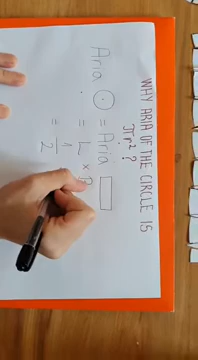 WHY ARIA OF THE CIRCLE IS
πr² ?
Aria = Aria
= L ×
= 1/2